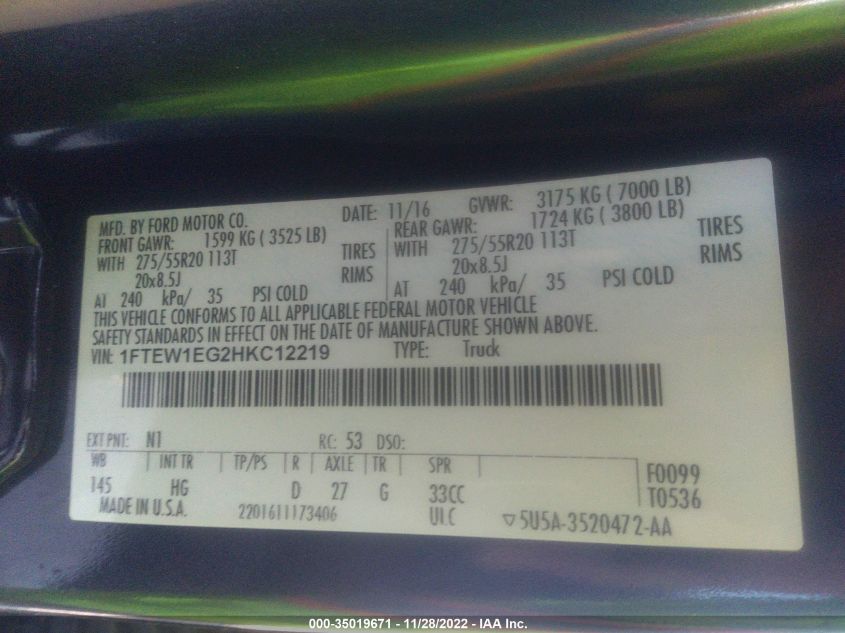 MFD. BY FORD MOTOR CO. DATE: 11/16 GVWR: 3175 KG ( 7000 LB)
FRONT GAWR: 1599 KG ( 3525 LB) REAR GAWR: 1724 KG ( 3800 LB)
WITH 275/55R20 113T TIRES WITH 275/55R20 113T TIRES
20x8.5J RIMS 20x8.5J RIMS
AT 240 kPa/ 35 PSI COLD AT 240 kPa/ 35 PSI COLD
THIS VEHICLE CONFORMS TO ALL APPLICABLE FEDERAL MOTOR VEHICLE
SAFETY STANDARDS IN EFFECT ON THE DATE OF MANUFACTURE SHOWN ABOVE.
VIN: 1FTEW1EG2HKC12219 TYPE: Truck
EXT PNT: N1 RC: 53 DSO:
WB INT TR TP/PS R AXLE TR SPR F0099
145 HG D 27 G 33CC T0536
MADE IN U.S.A. 2201611173406 ULC ▽5U5A-3520472-AA
000-35019671 - 11/28/2022 - IAA Inc.